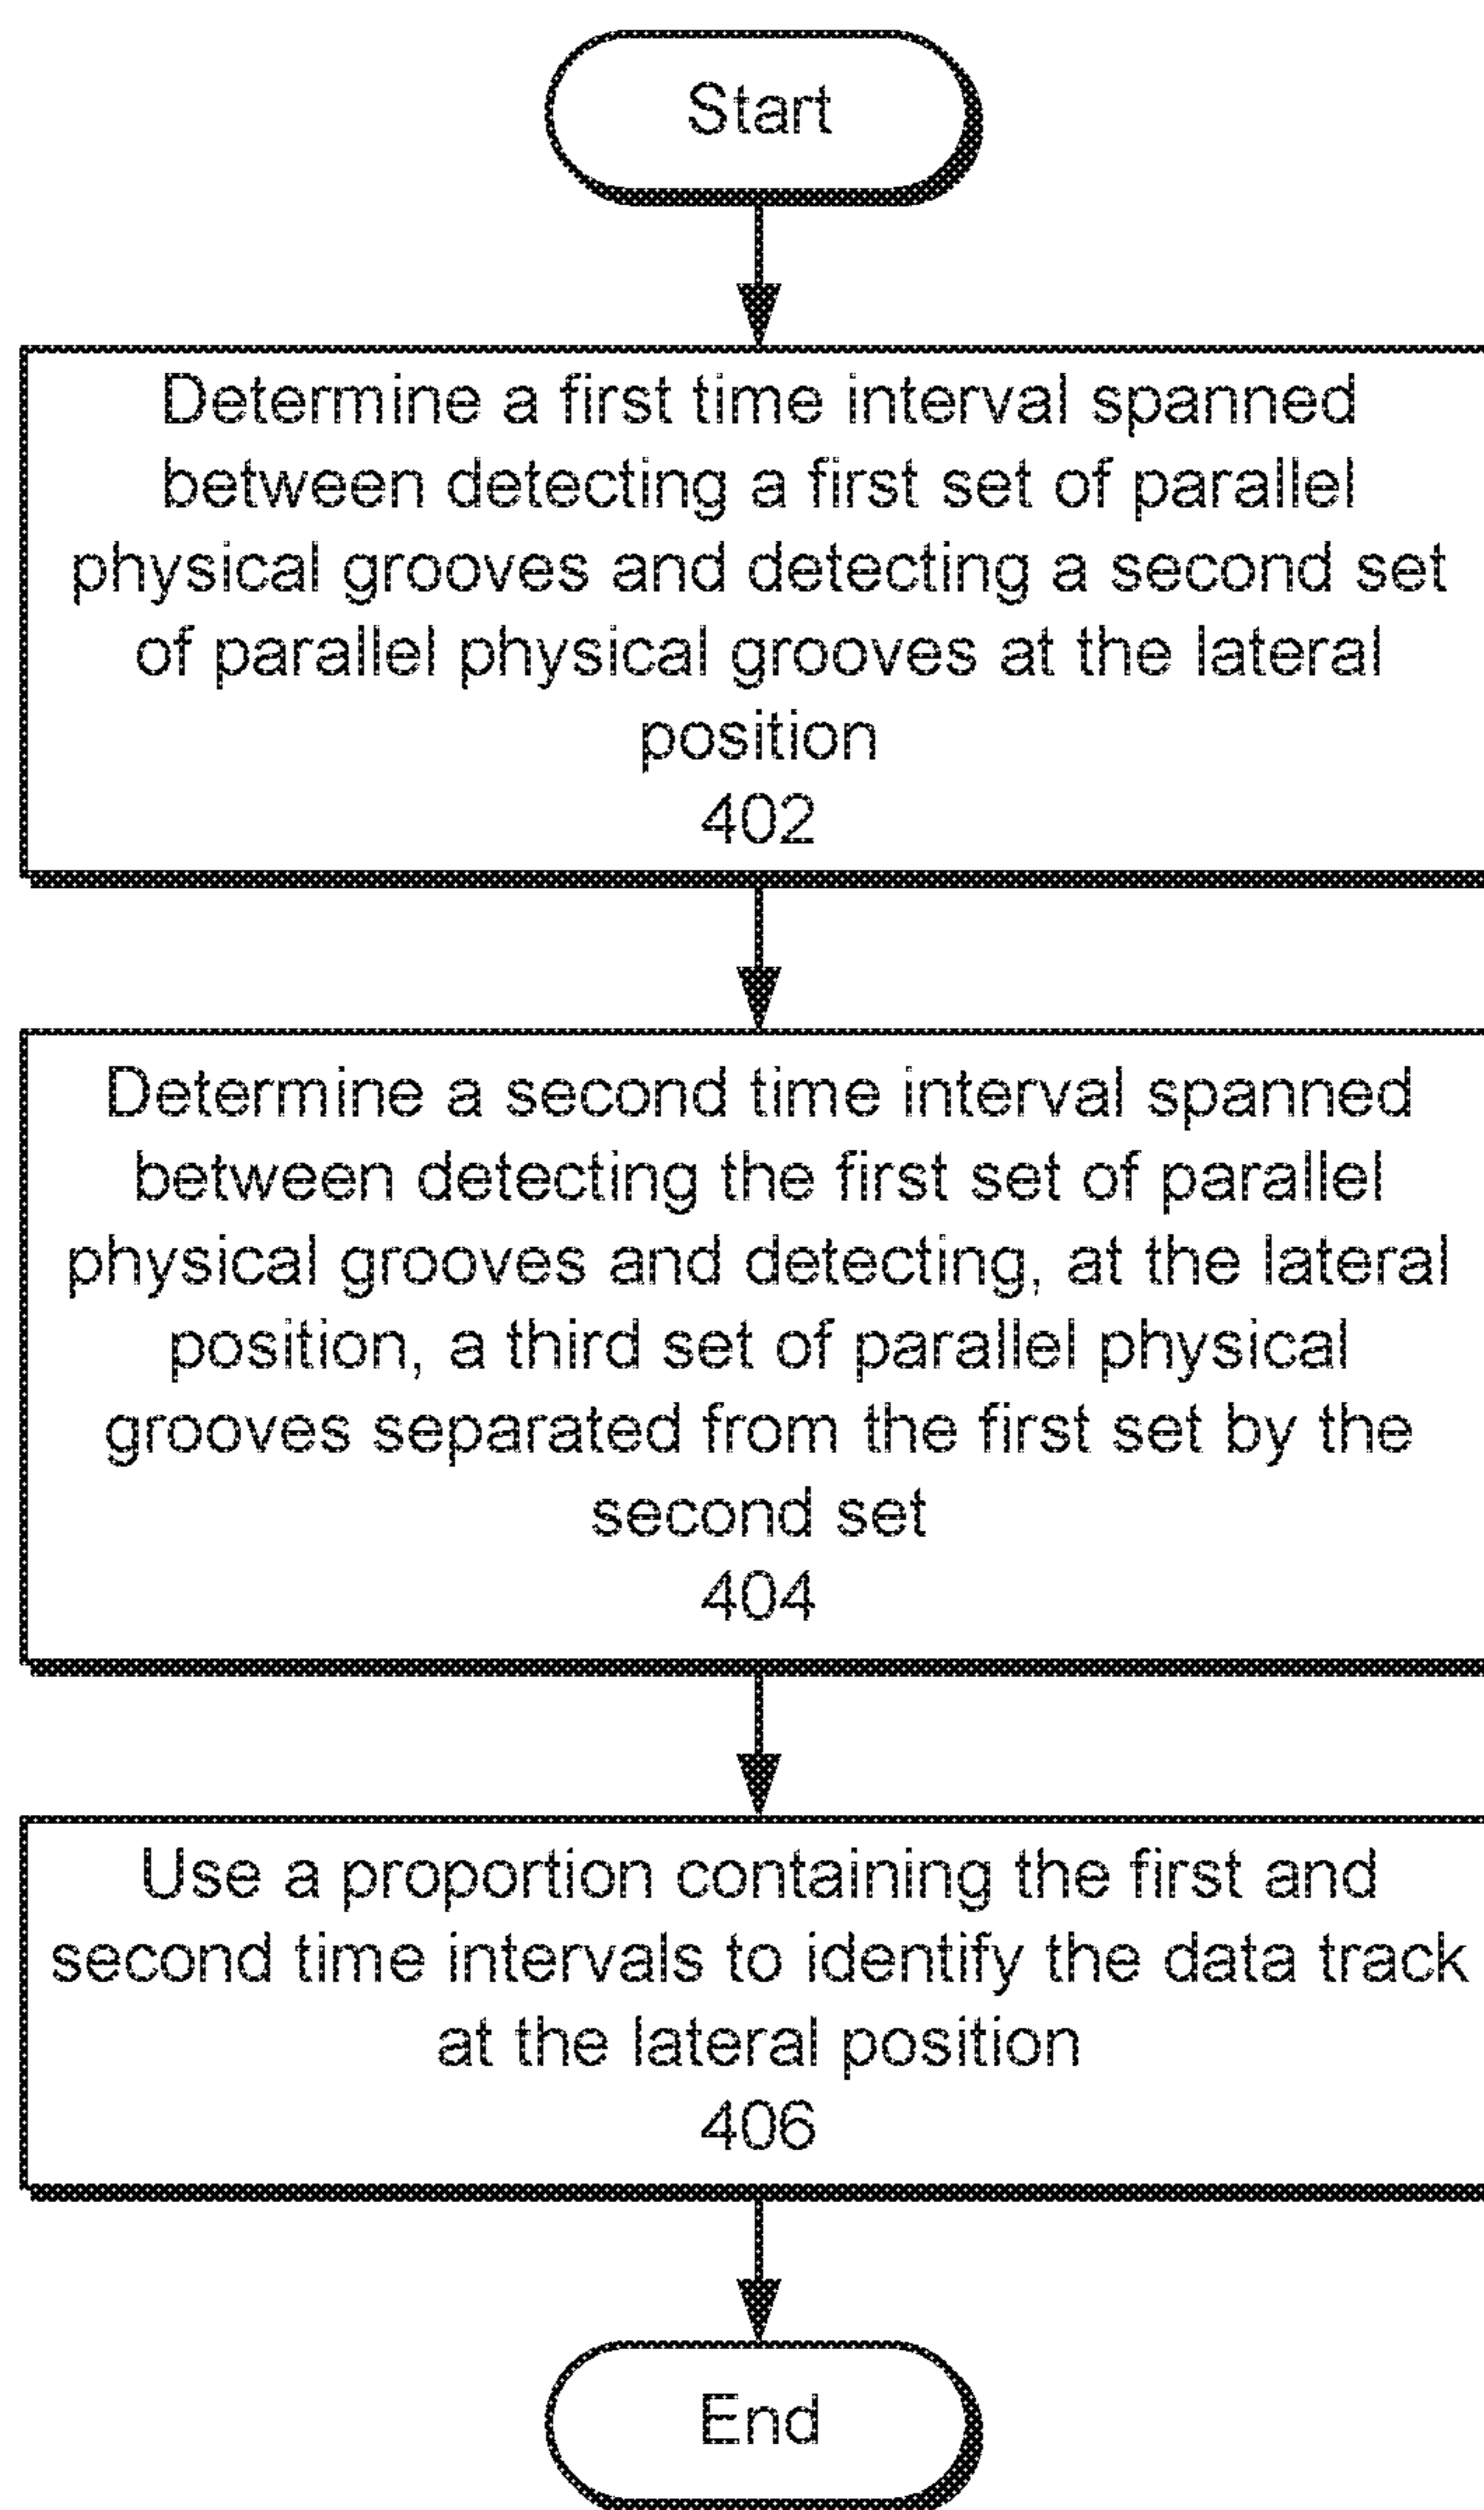 Start
Determine a first time interval spanned
between detecting a first set of parallel
physical grooves and detecting a second set
of parallel physical grooves at the lateral
position
402
Determine a second time interval spanned
between detecting the first set of parallel
physical grooves and detecting, at the lateral
position, a third set of parallel physical
grooves separated from the first set by the
second set
404
Use a proportion containing the first and
second time intervals to identify the data track
at the lateral position
406
End